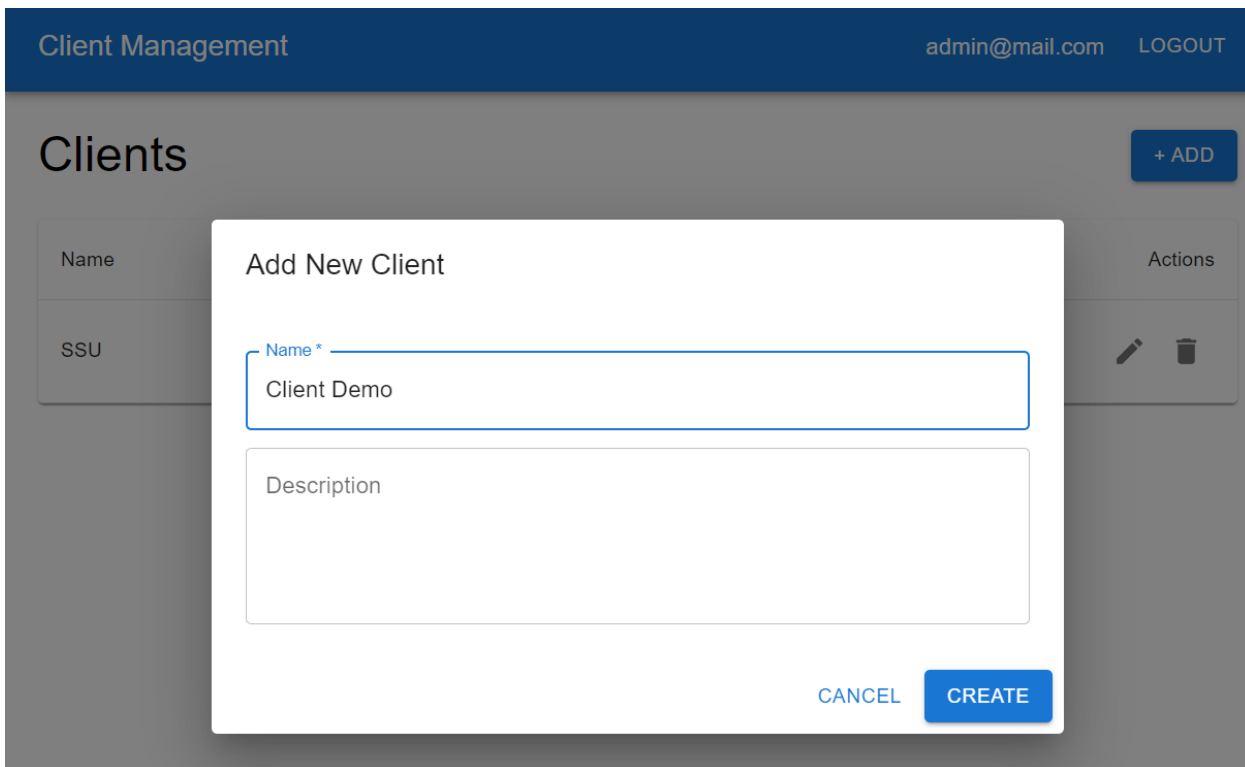 Client Management admin@mail.com LOGOUT
Clients + ADD
Name Actions
Add New Client
SSU
Name *
Client Demo
Description
CANCEL CREATE